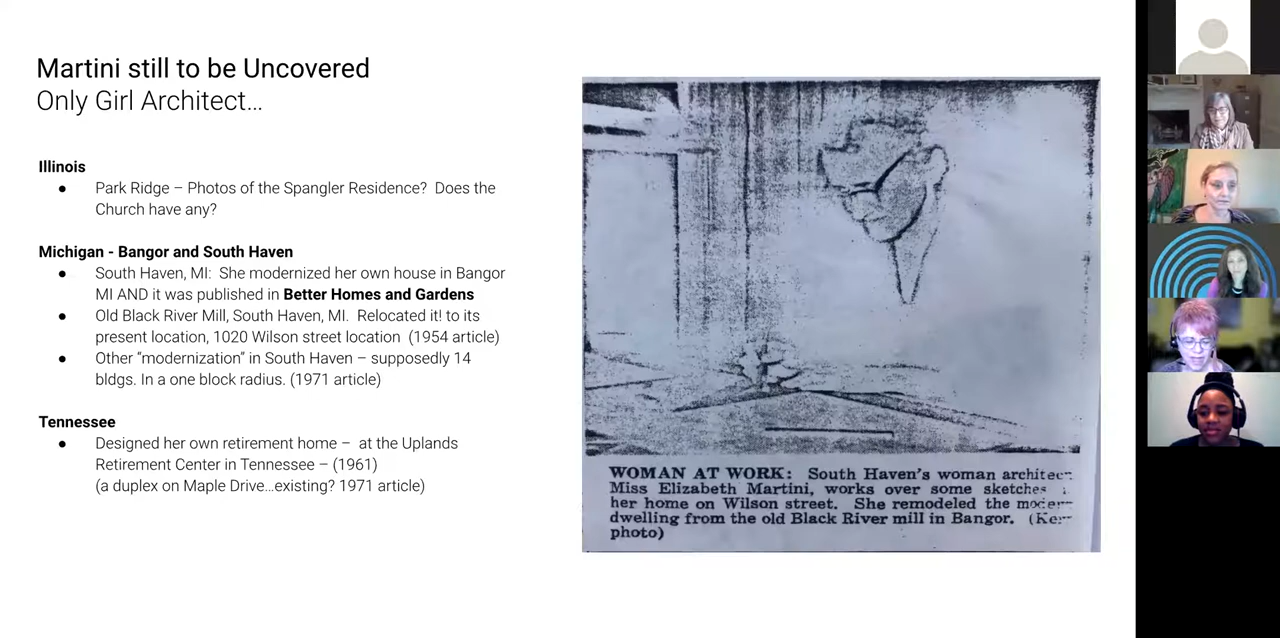 Martini still to be Uncovered
Only Girl Architect…
Illinois
● Park Ridge – Photos of the Spangler Residence? Does the
Church have any?
Michigan - Bangor and South Haven
● South Haven, MI: She modernized her own house in Bangor
MI AND it was published in Better Homes and Gardens
● Old Black River Mill, South Haven, MI. Relocated it! to its
present location, 1020 Wilson street location (1954 article)
● Other “modernization” in South Haven – supposedly 14
bldgs. In a one block radius. (1971 article)
Tennessee
● Designed her own retirement home – at the Uplands
Retirement Center in Tennessee – (1961)
(a duplex on Maple Drive…existing? 1971 article)
WOMAN AT WORK: South Haven's woman
Miss Elizabeth Martini, works over some sketches
her home on Wilson street. She remodeled the
dwelling from the old Black River mill in Bangor.
photo)